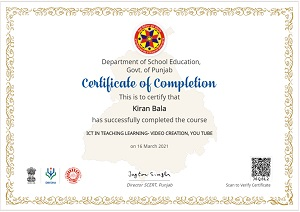 Department of School Education,
Govt. of Punjab
Certificate of Completion
This is to certify that
Kiran Bala
has successfully completed the course
ICT IN TEACHING LEARNING- VIDEO CREATION, YOU TUBE
on 16 March 2021
Director SCERT, Punjab
Scan to Verify Certificate